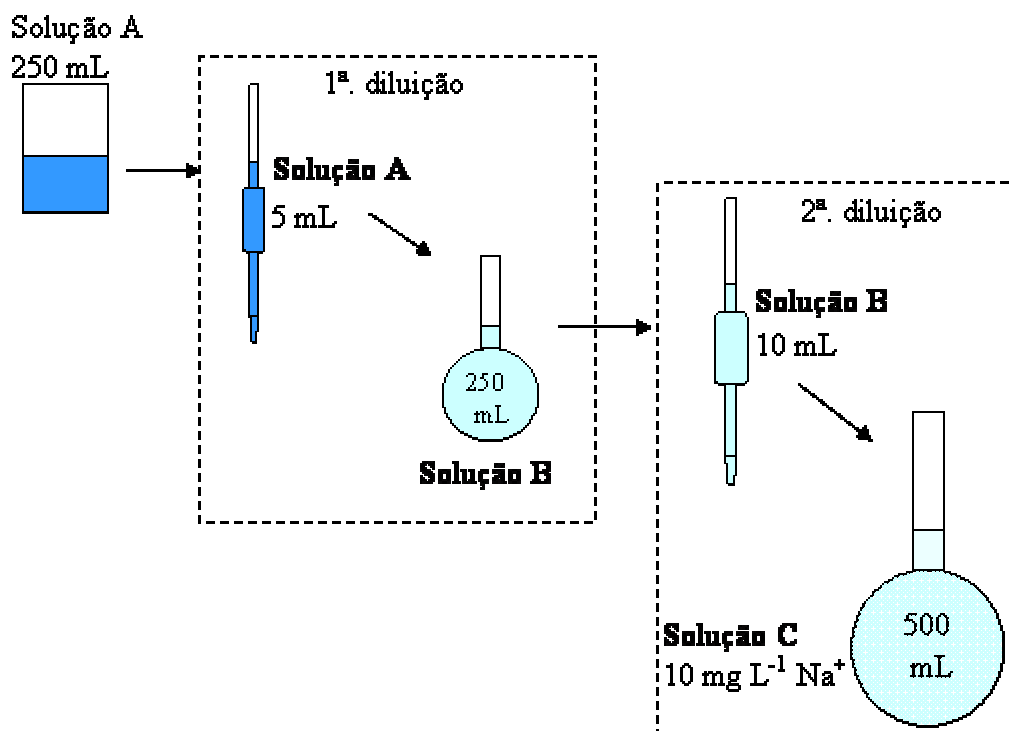 Solução A
250 mL
1ª. diluição
Solução A
5 mL
250
mL
Solução B
2ª. diluição
Solução B
10 mL
Solução C
10 mg L⁻¹ Na⁺
500
mL